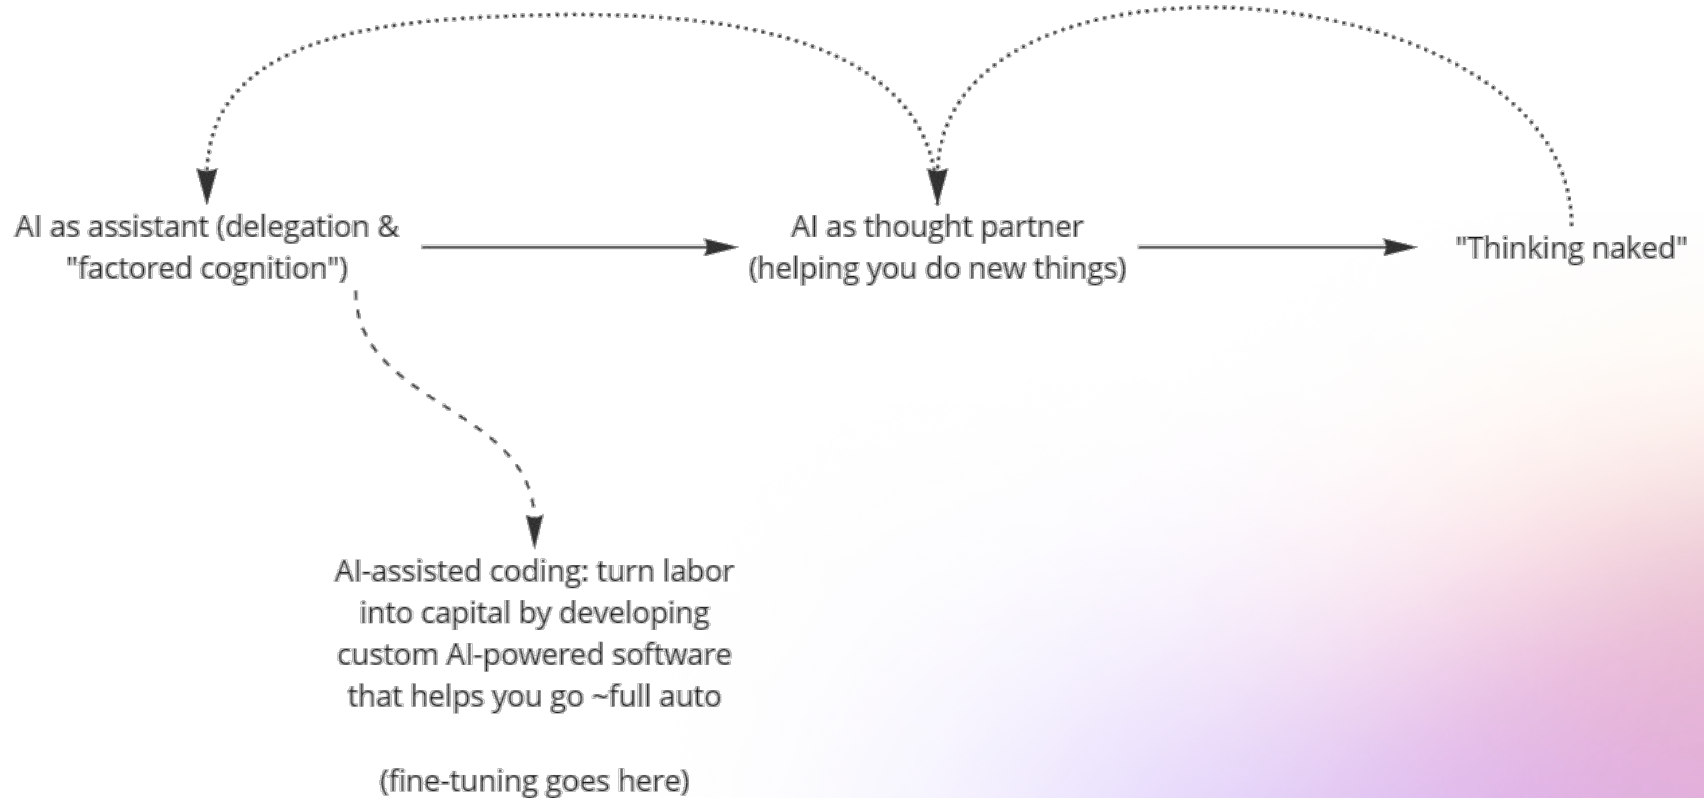 AI as assistant (delegation &
"factored cognition")
AI as thought partner
(helping you do new things)
"Thinking naked"
AI-assisted coding: turn labor
into capital by developing
custom AI-powered software
that helps you go ~full auto
(fine-tuning goes here)